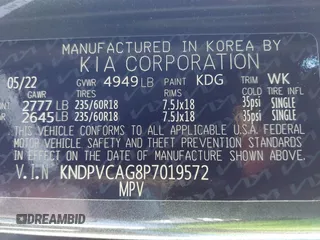 MANUFACTURED IN KOREA BY
KIA CORPORATION
05/22 GVWR 4949 LB PAINT KDG TRIM WK
GAWR TIRES RIMS COLD TIRE INFL
NT 2777 LB 235/60R18 7.5Jx18 35psi SINGLE
2645 LB 235/60R18 7.5Jx18 35psi SINGLE
THIS VEHICLE CONFORMS TO ALL APPLICABLE FEDERAL
MOTOR VEHICLE SAFETY AND THEFT PREVENTION STANDARDS
IN EFFECT ON THE DATE OF MANUFACTURE SHOWN ABOVE.
V.I.N KNDPVCAG8P7019572
MPV
DREAMBID